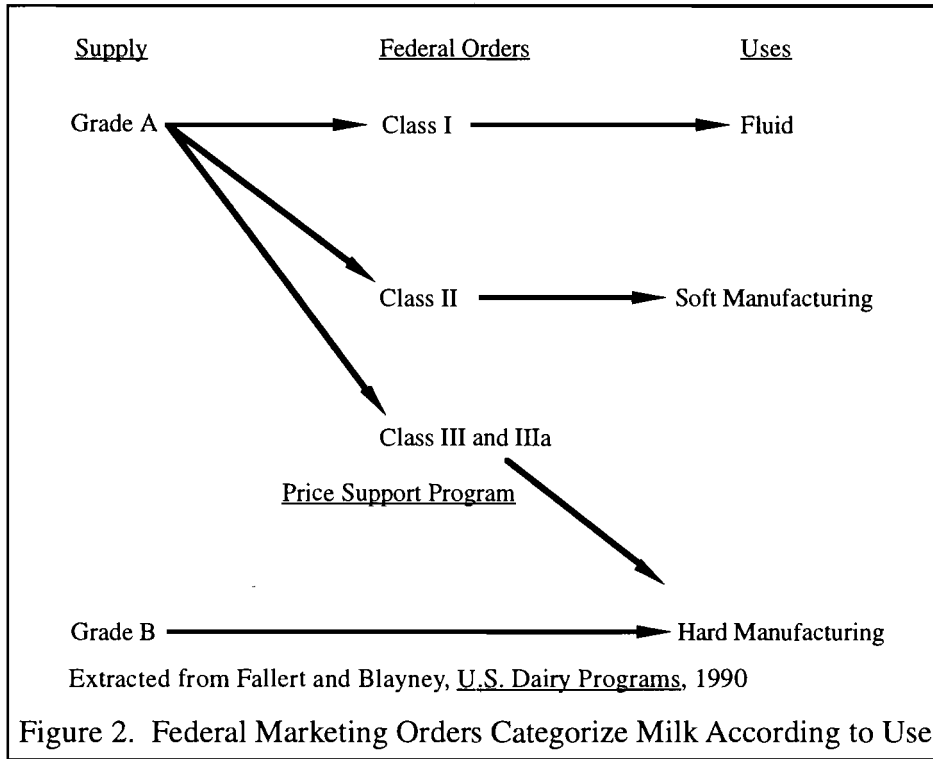 Supply Federal Orders Uses
Grade A Class I Fluid
Class II Soft Manufacturing
Class III and IIIa
Price Support Program
Grade B Hard Manufacturing
Extracted from Fallert and Blayney, U.S. Dairy Programs, 1990
Figure 2. Federal Marketing Orders Categorize Milk According to Use